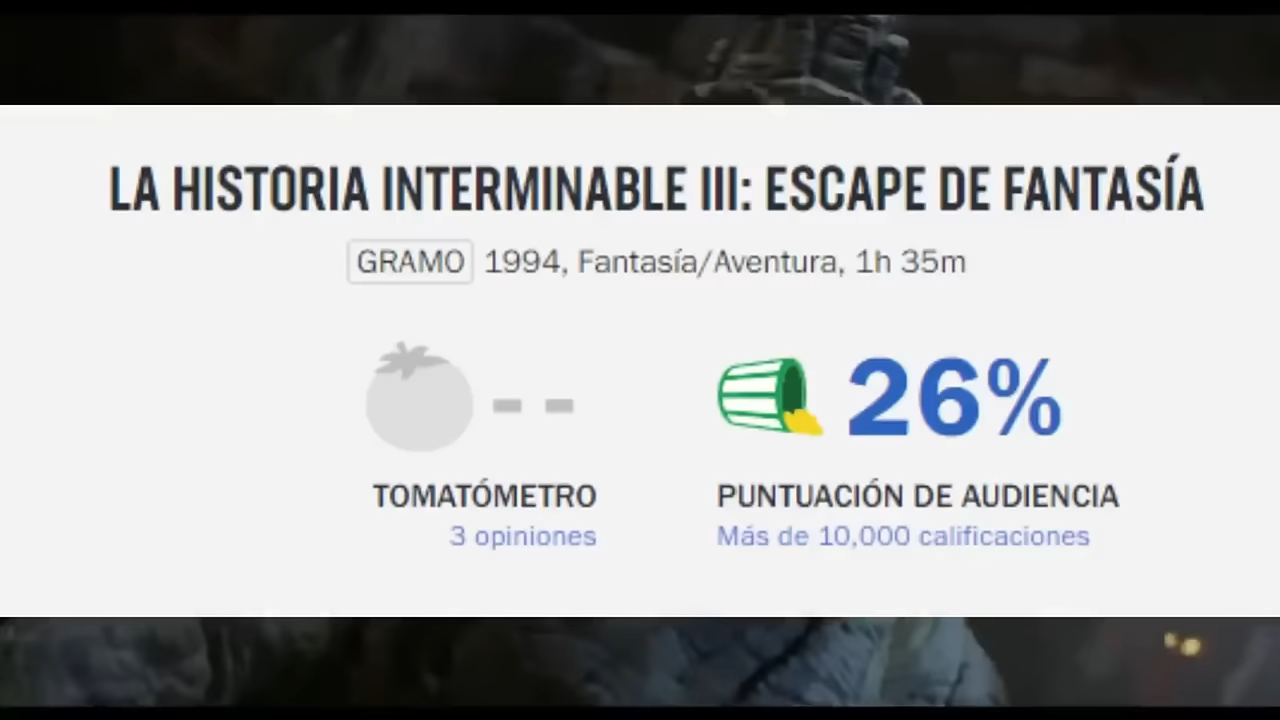 LA HISTORIA INTERMINABLE III: ESCAPE DE FANTASÍA
GRAMO 1994, Fantasía/Aventura, 1h 35m
- -
26%
TOMATÓMETRO
3 opiniones
PUNTUACIÓN DE AUDIENCIA
Más de 10,000 calificaciones